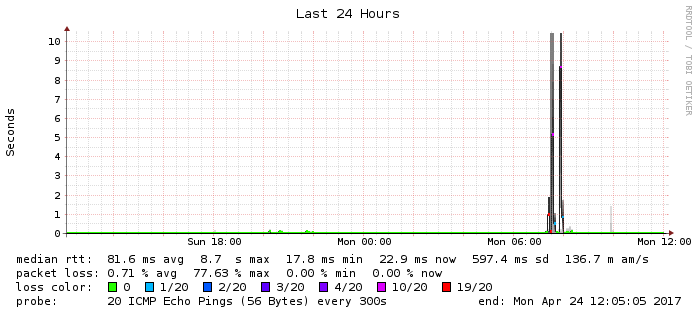 Last 24 Hours
RRDTOOL / TOBI OETIKER
Seconds
10
9
8
7
6
5
4
3
2
1
0
Sun 18:00 Mon 00:00 Mon 06:00 Mon 12:00
median rtt: 81.6 ms avg 8.7 s max 17.8 ms min 22.9 ms now 597.4 ms sd 136.7 m am/s
packet loss: 0.71 % avg 77.63 % max 0.00 % min 0.00 % now
loss color: 0 1/20 2/20 3/20 4/20 10/20 19/20
probe: 20 ICMP Echo Pings (56 Bytes) every 300s end: Mon Apr 24 12:05:05 2017